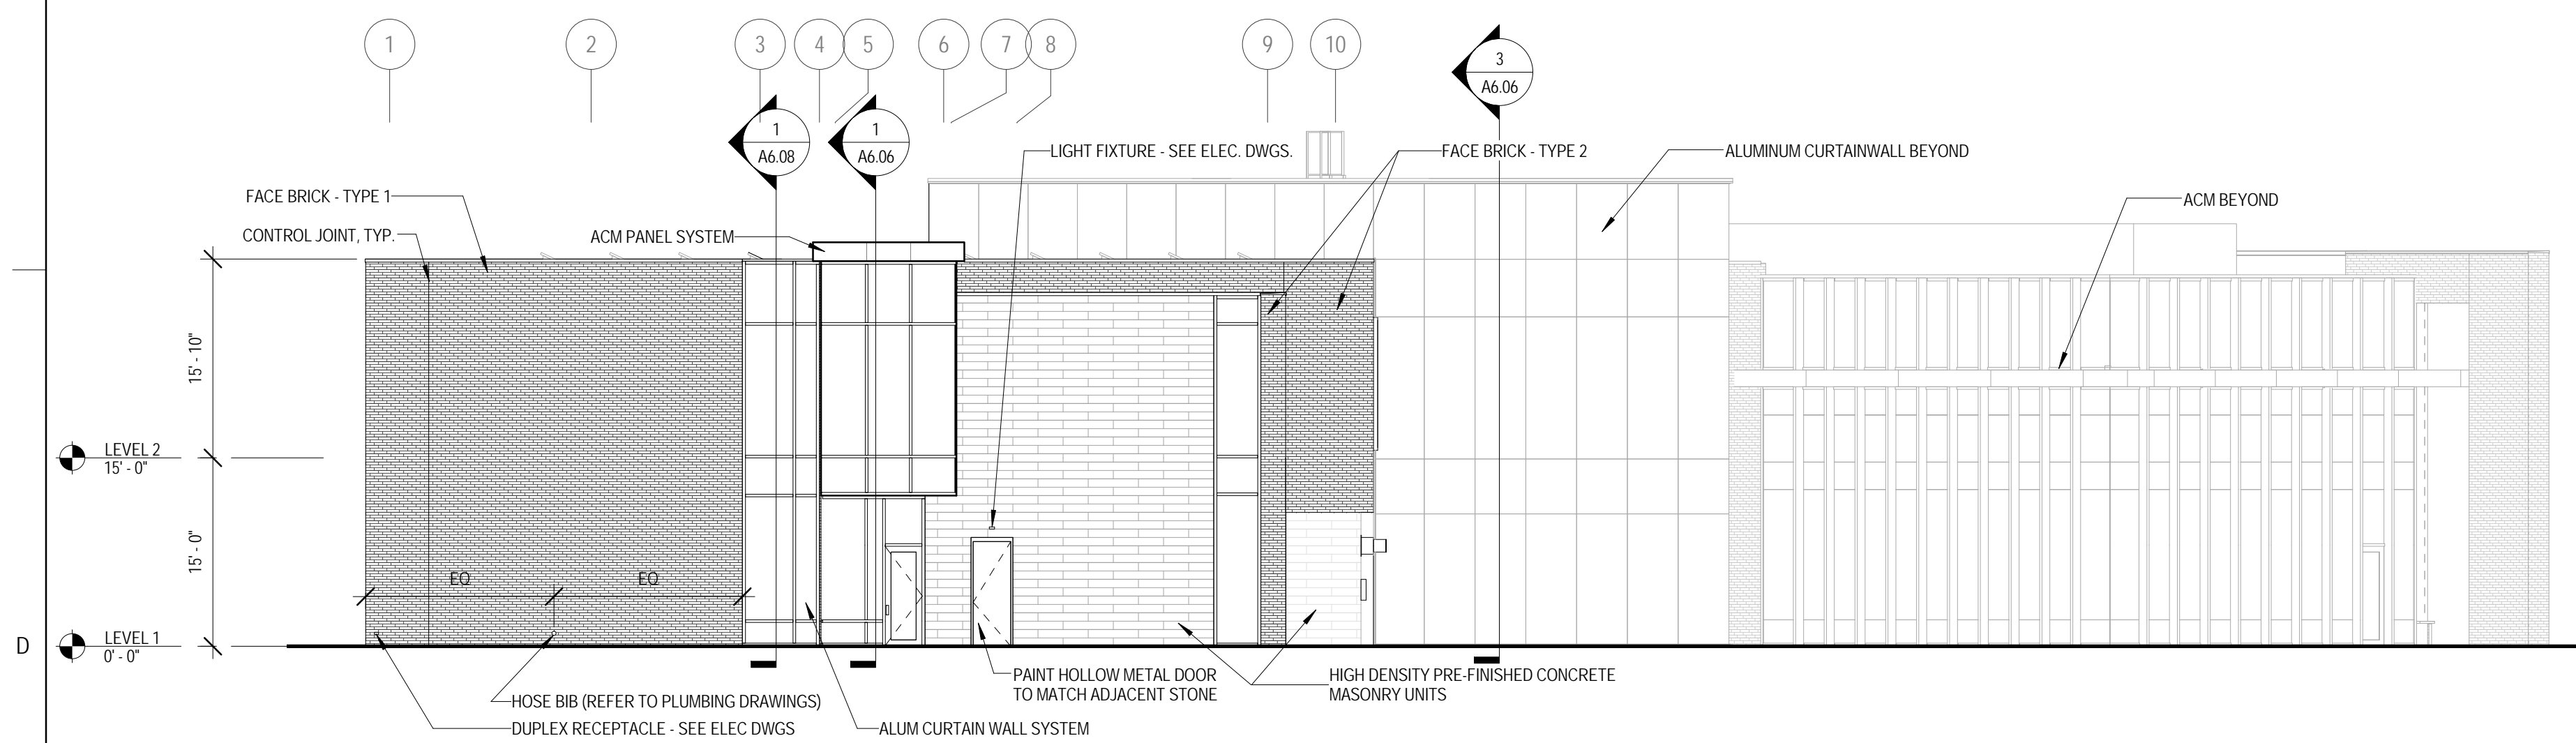 1
2
3
4
5
6
7
8
9
10
3
A6.06
1
A6.08
1
A6.06
LIGHT FIXTURE - SEE ELEC. DWGS.
FACE BRICK - TYPE 2
ALUMINUM CURTAINWALL BEYOND
FACE BRICK - TYPE 1
ACM BEYOND
CONTROL JOINT, TYP.
ACM PANEL SYSTEM
15' - 10"
LEVEL 2
15' - 0"
15' - 0"
EQ
EQ
D
LEVEL 1
0' - 0"
PAINT HOLLOW METAL DOOR
TO MATCH ADJACENT STONE
HIGH DENSITY PRE-FINISHED CONCRETE
MASONRY UNITS
HOSE BIB (REFER TO PLUMBING DRAWINGS)
DUPLEX RECEPTACLE - SEE ELEC DWGS
ALUM CURTAIN WALL SYSTEM